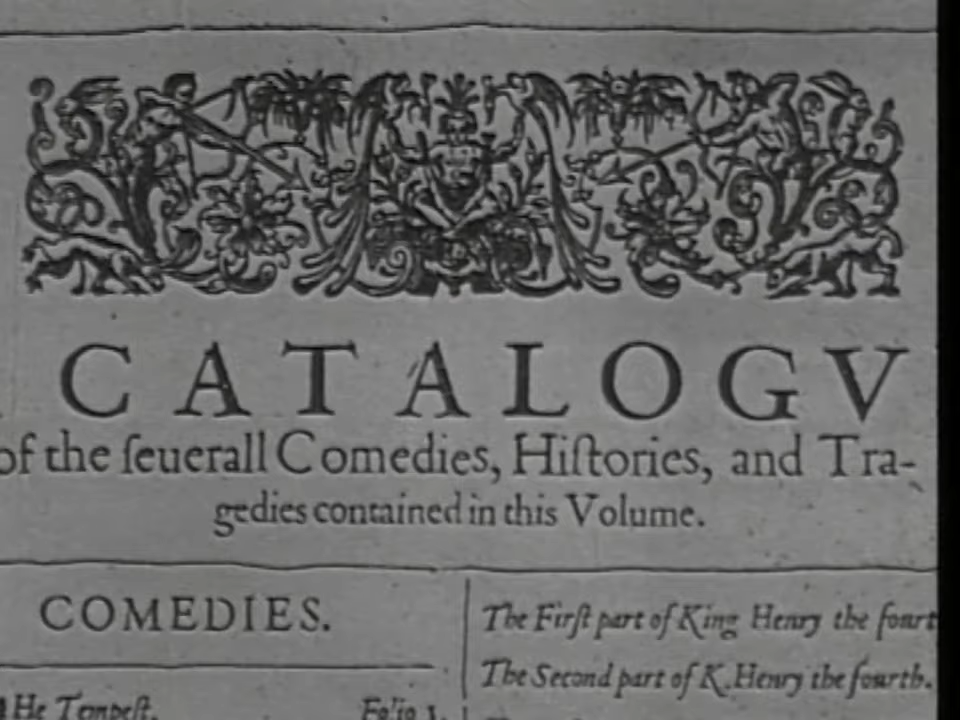 CATALOGV
of the ſeuerall Comedies, Hiſtories, and Tra-
gedies contained in this Volume.
COMEDIES.
He Tempeſt. Folio 1.
The Firſt part of King Henry the fourt
The Second part of K. Henry the fourth.